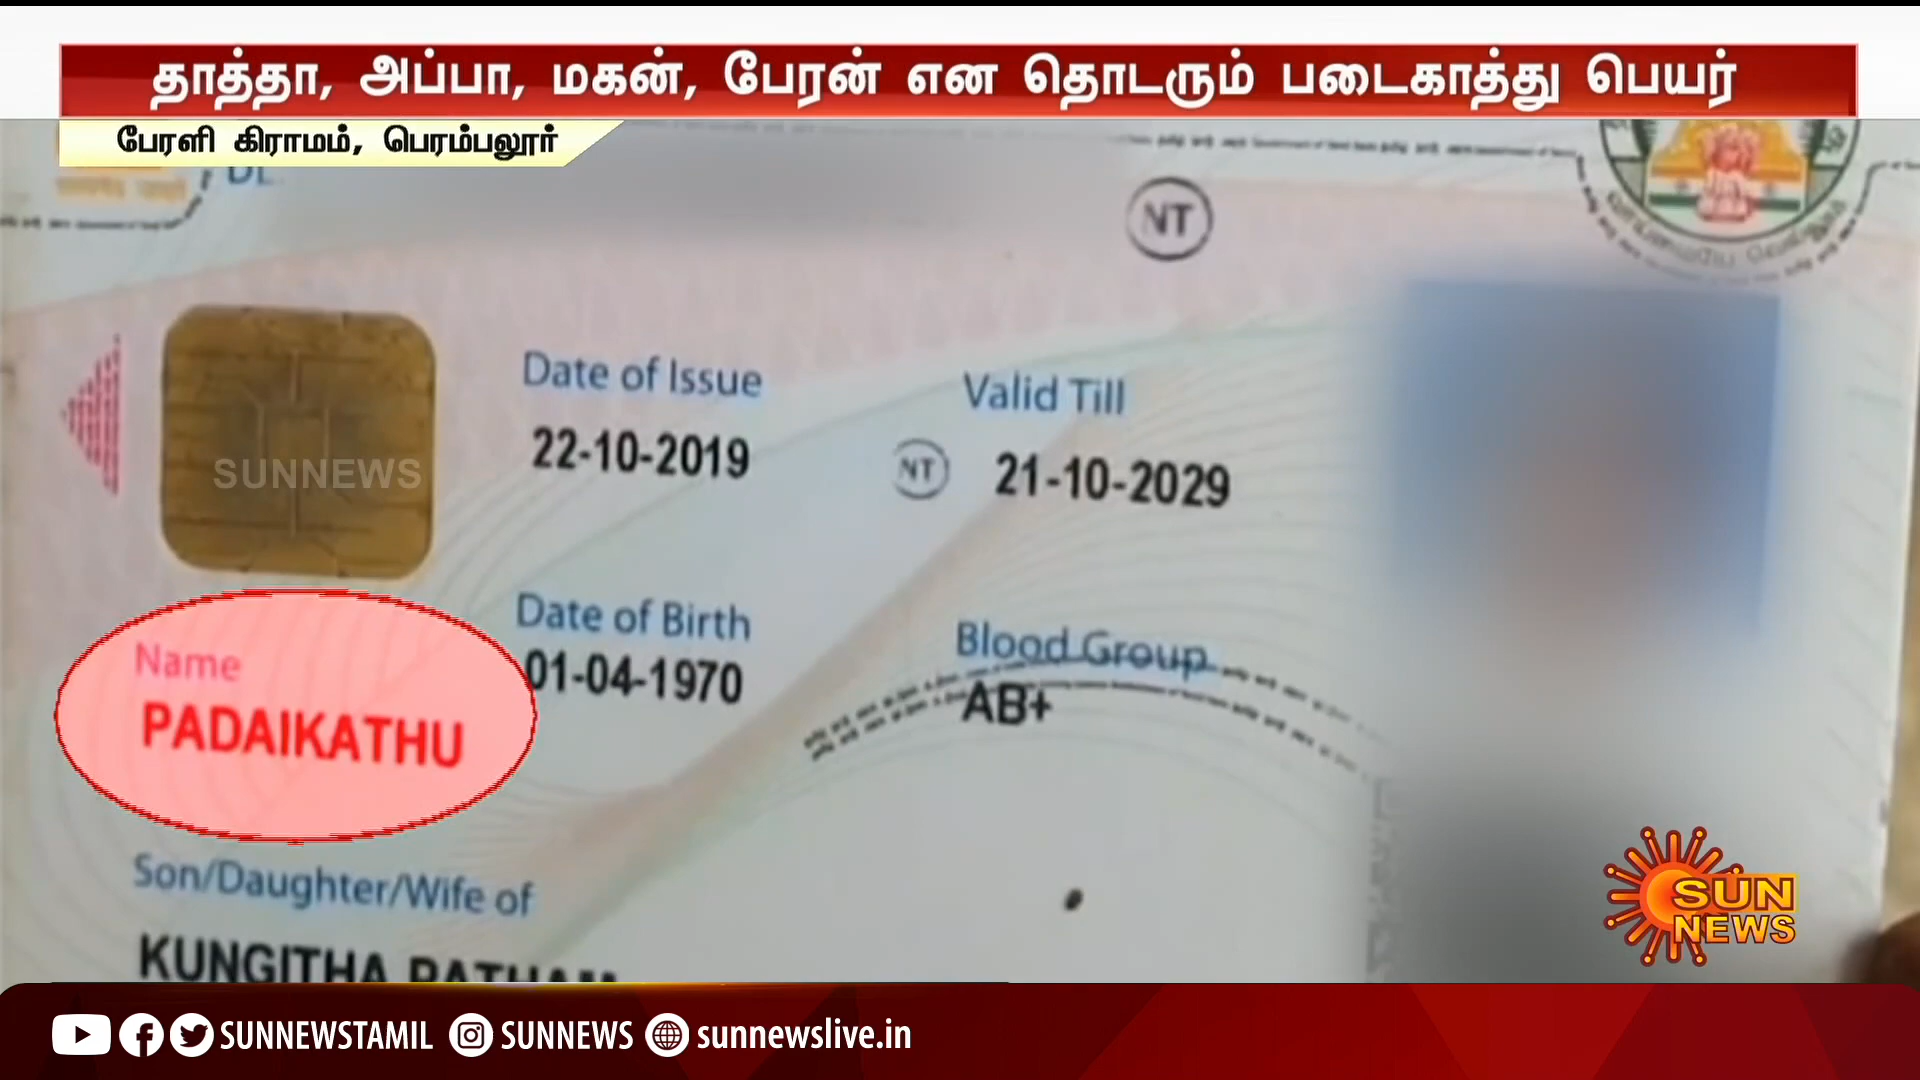 தாத்தா, அப்பா, மகன், பேரன் என தொடரும் படைகாத்து பெயர்
பேரளி கிராமம், பெரம்பலூர்
DL
NT
Date of Issue
Valid Till
22-10-2019
NT
21-10-2029
SUNNEWS
Date of Birth
Blood Group
Name
01-04-1970
AB+
PADAIKATHU
Son/Daughter/Wife of
KUNGITHA
SUN
NEWS
SUNNEWSTAMIL SUNNEWS sunnewslive.in